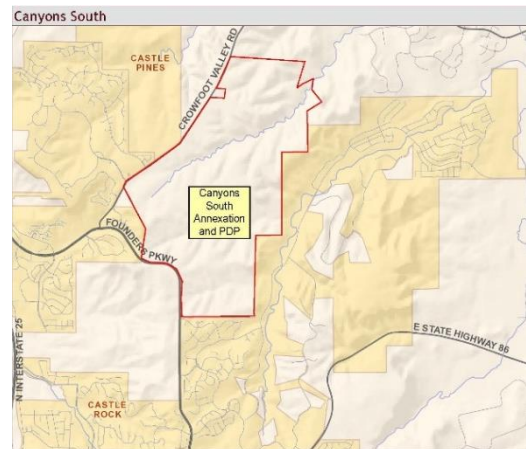 Canyons South
CASTLE
PINES
CROWFOOT VALLEY RD
Canyons
South
Annexation
and PDP
FOUNDERS PKWY
N INTERSTATE 25
E STATE HIGHWAY 86
CASTLE
ROCK